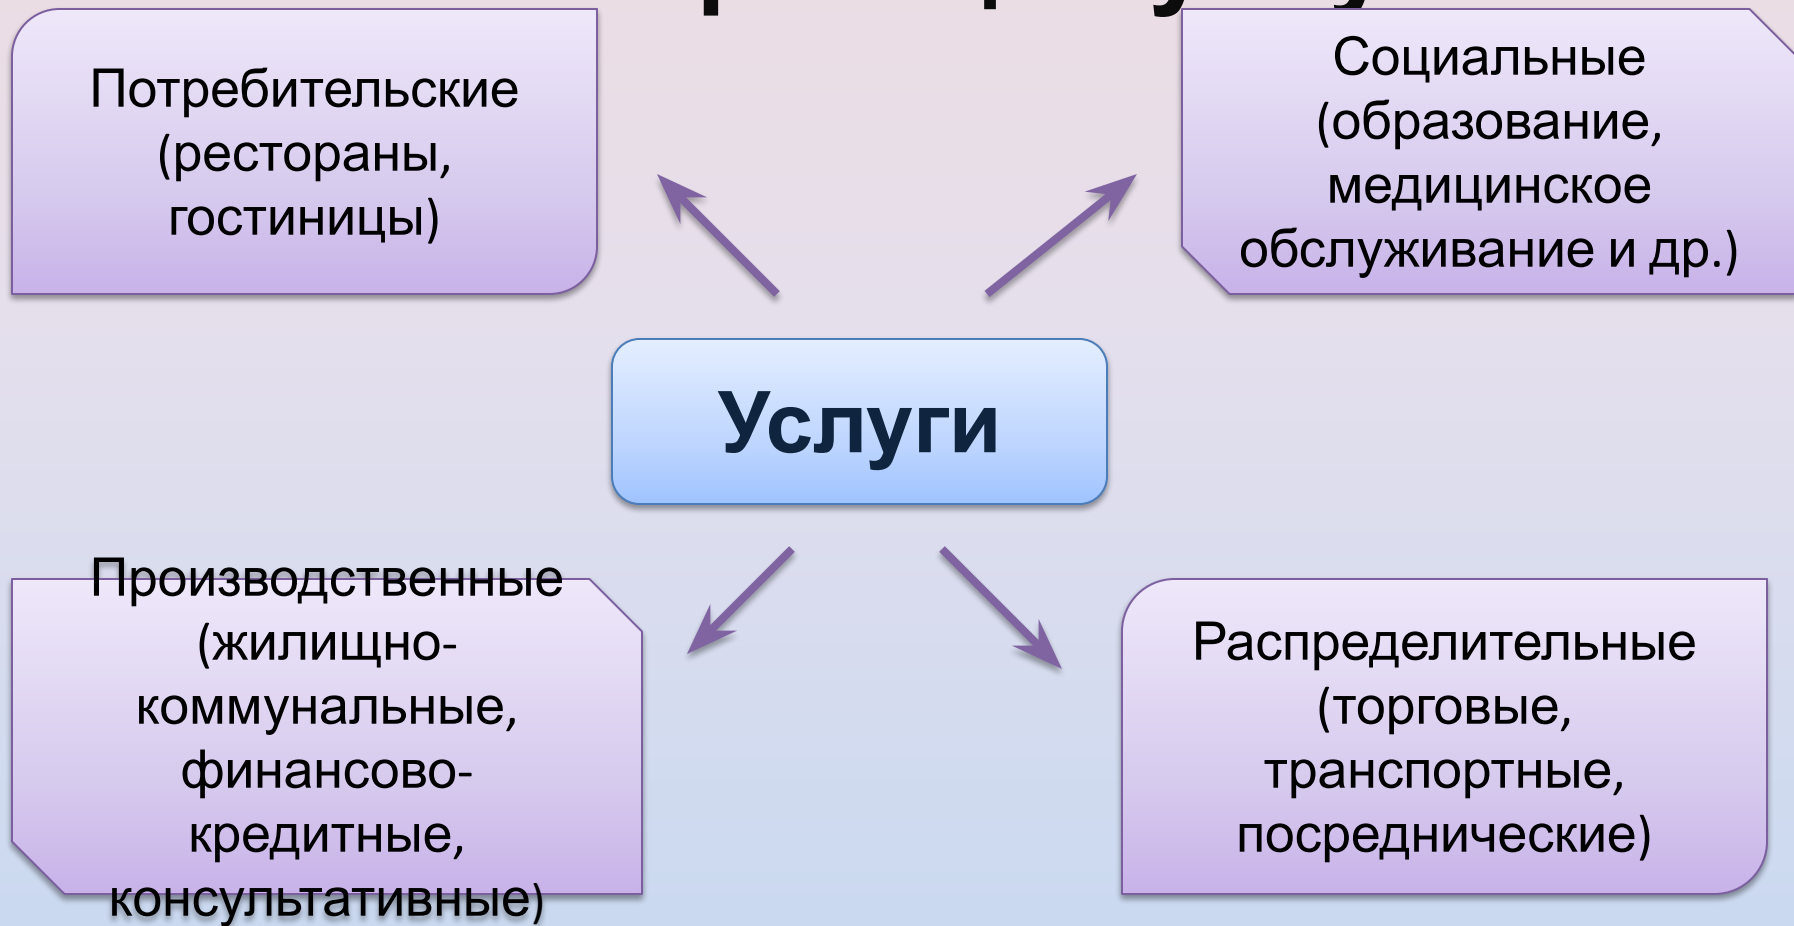 Потребительские
(рестораны,
гостиницы)
Социальные
(образование,
медицинское
обслуживание и др.)
Услуги
Производственные
(жилищно-
коммунальные,
финансово-
кредитные,
консультативные)
Распределительные
(торговые,
транспортные,
посреднические)